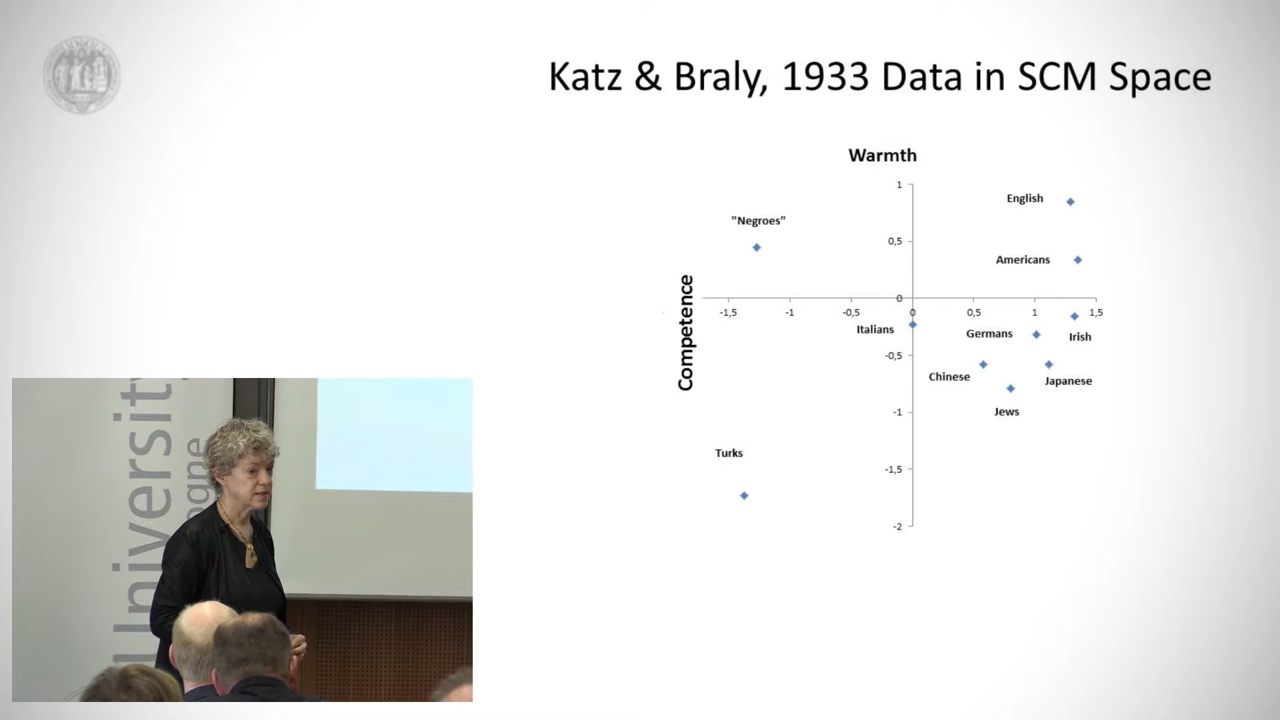 Katz & Braly, 1933 Data in SCM Space
Warmth
1
English
"Negroes"
0,5
Americans
Competence
0
-1,5
-1
-0,5
0
0,5
1
1,5
Italians
Germans
Irish
-0,5
Chinese
Japanese
-1
Jews
Turks
-1,5
-2
University
ogne